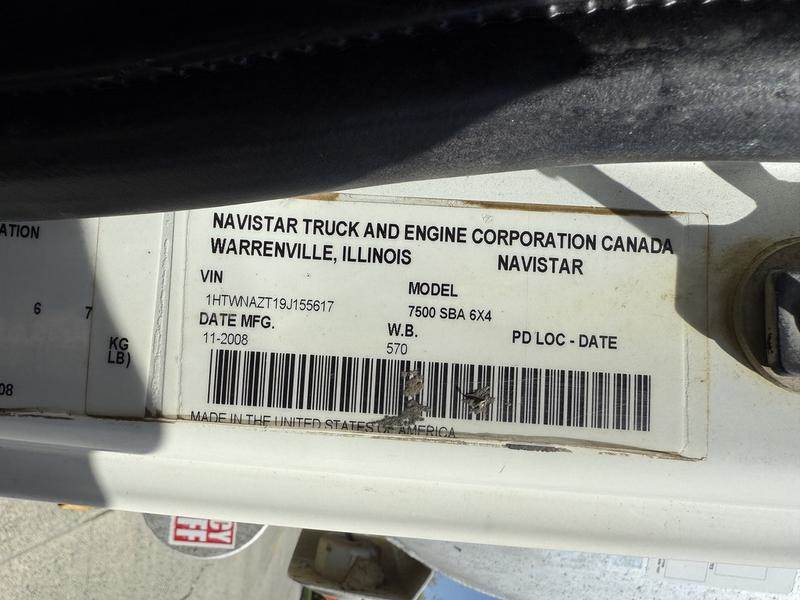 NAVISTAR TRUCK AND ENGINE CORPORATION CANADA
WARRENVILLE, ILLINOIS NAVISTAR
VIN MODEL
1HTWNAZT19J155617 7500 SBA 6X4
DATE MFG. W.B. PD LOC - DATE
11-2008 570
MADE IN THE UNITED STATES OF AMERICA
ATION
6 7
KG
LB)
08